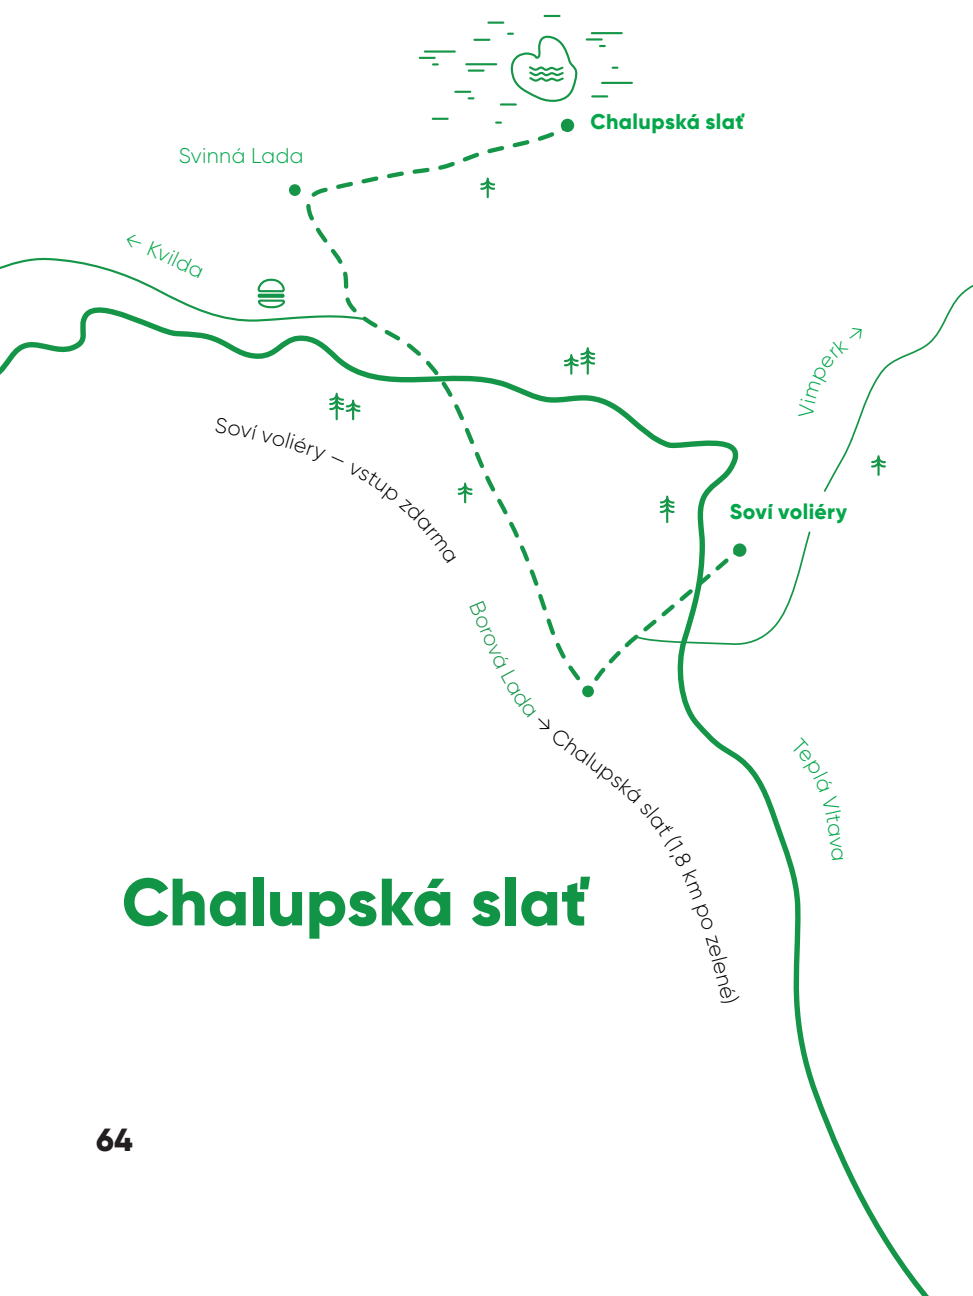 Chalupská slať
Svinná Lada
← Kvilda
Vimperk →
Soví voliéry – vstup zdarma
Soví voliéry
Borová Lada → Chalupská slať (1,8 km po zelené)
Teplá Vltava
Chalupská slať
64